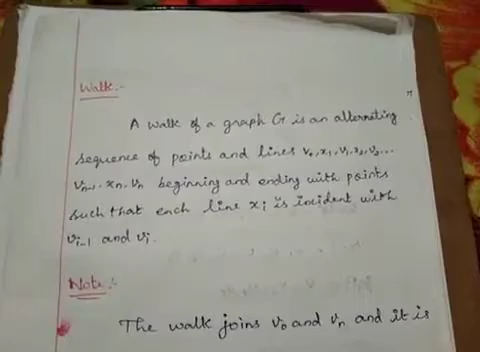 Walk:-
A walk of a graph G is an alternating
sequence of points and lines v₀, x₁, v₁, x₂, v₂...
vₙ₋₁, xₙ, vₙ beginning and ending with points
such that each line xᵢ is incident with
vᵢ₋₁ and vᵢ.
Note:-
The walk joins v₀ and vₙ and it is